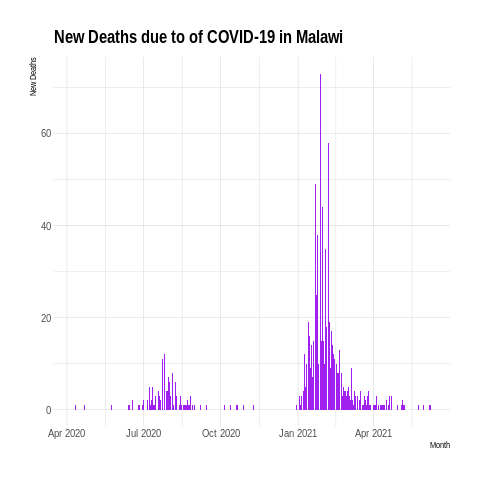 New Deaths due to of COVID-19 in Malawi
New Deaths
60
40
20
0
Apr 2020 Jul 2020 Oct 2020 Jan 2021 Apr 2021
Month